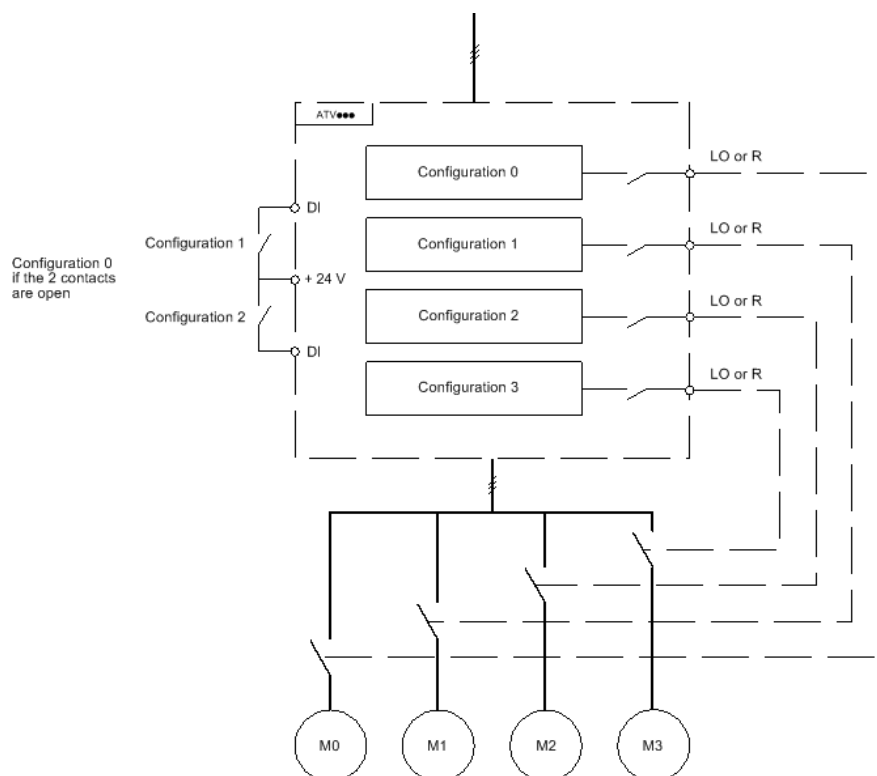 ATV●●●
Configuration 0
LO or R
DI
Configuration 1
Configuration 1
LO or R
Configuration 0
if the 2 contacts
are open
+ 24 V
Configuration 2
Configuration 2
LO or R
DI
Configuration 3
LO or R
M0
M1
M2
M3